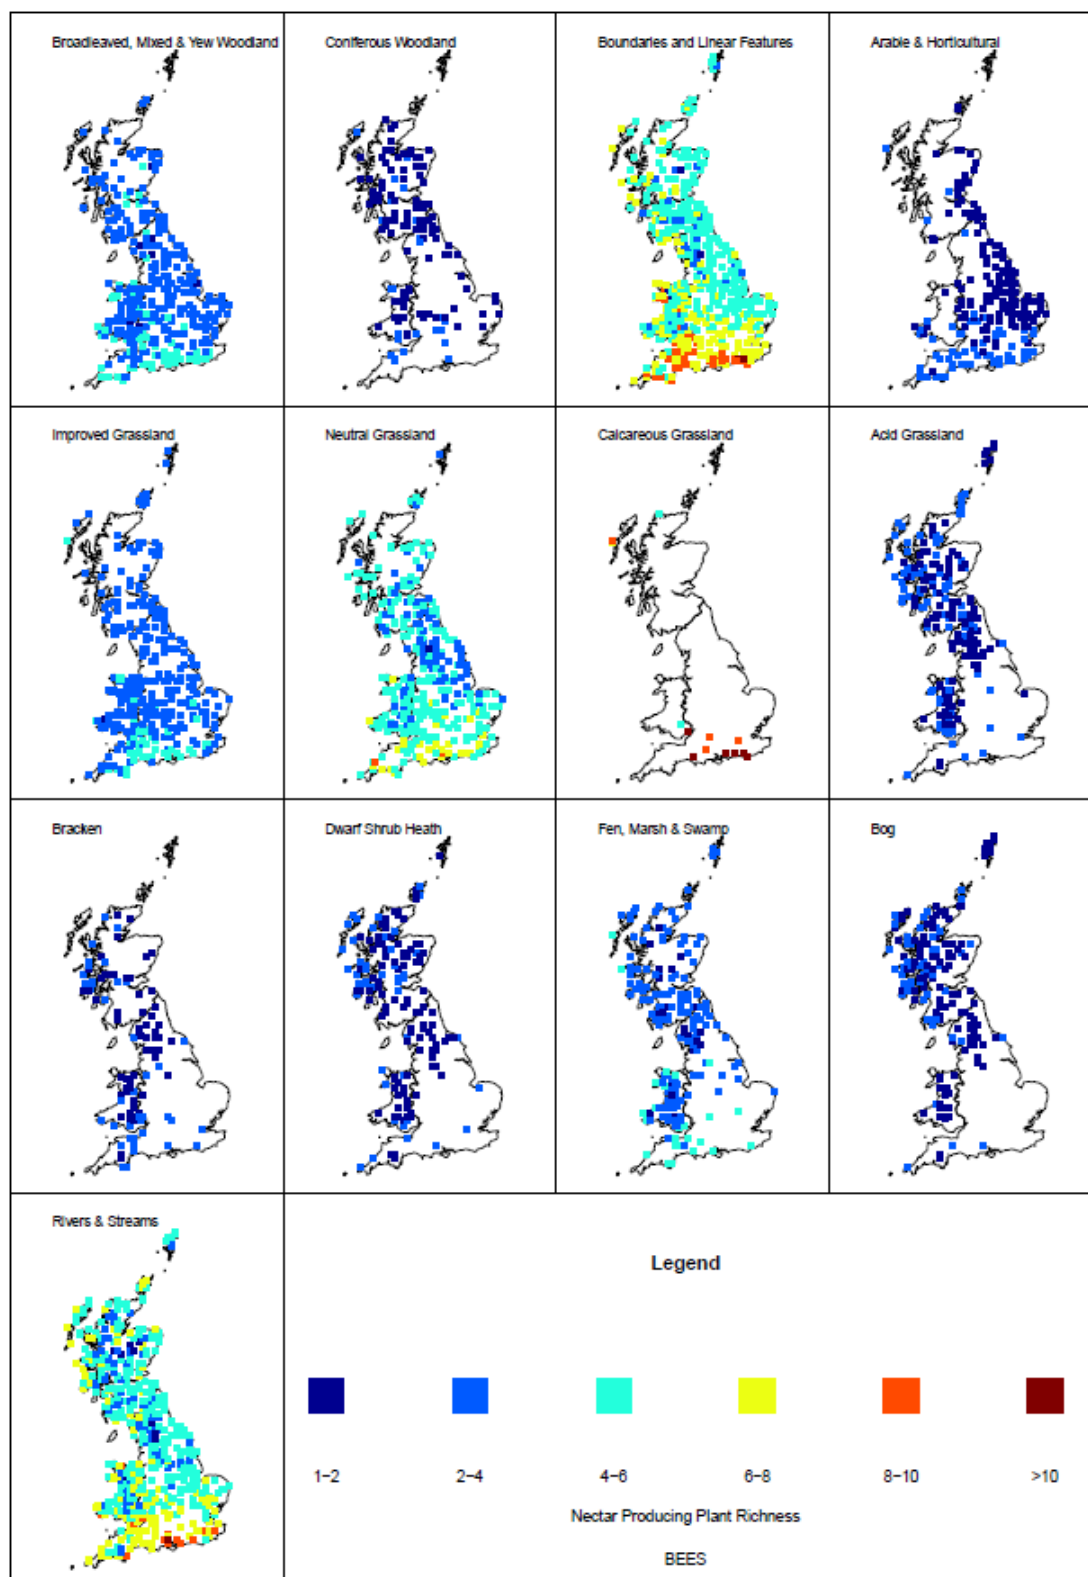 Broadleaved, Mixed & Yew Woodland
Coniferous Woodland
Boundaries and Linear Features
Arable & Horticultural
Improved Grassland
Neutral Grassland
Calcareous Grassland
Acid Grassland
Bracken
Dwarf Shrub Heath
Fen, Marsh & Swamp
Bog
Rivers & Streams
Legend
1−2
2−4
4−6
6−8
8−10
>10
Nectar Producing Plant Richness
BEES